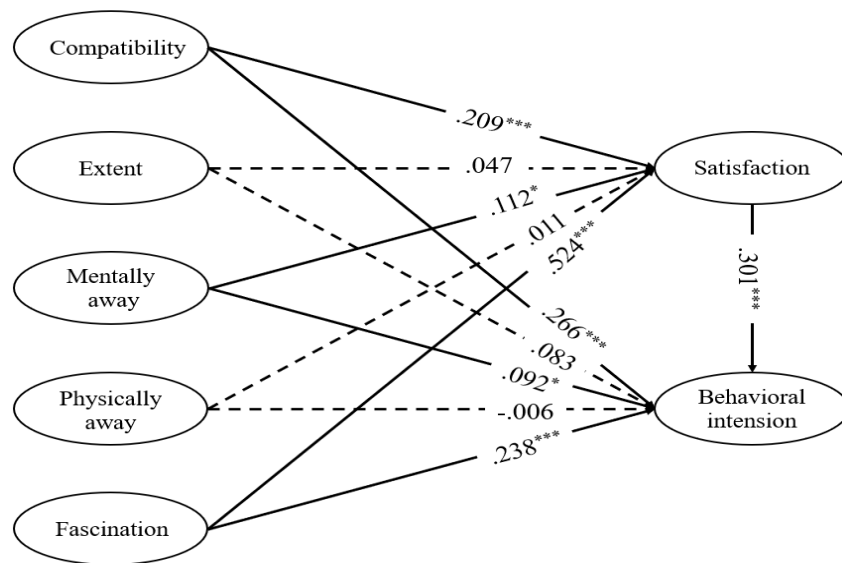 Compatibility
.209***
Extent
.047
Satisfaction
.112*
.011
.524***
Mentally
away
.301***
.266***
.083
.092*
Physically
away
-.006
Behavioral
intension
.238***
Fascination